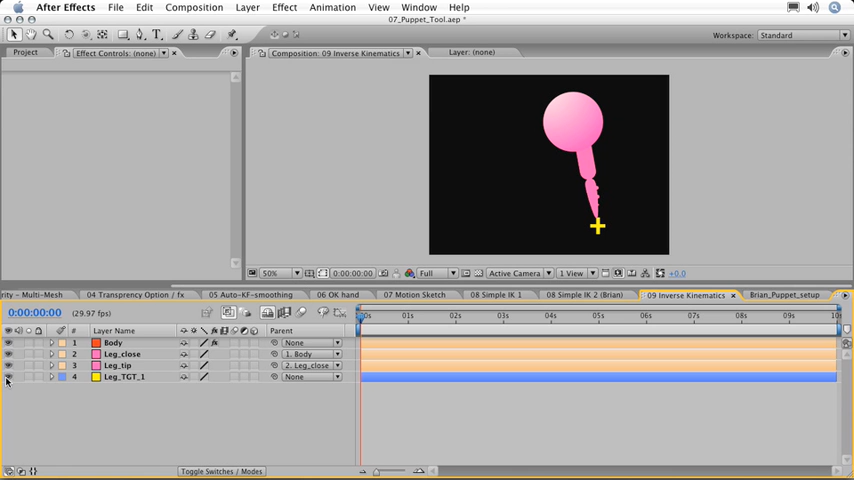 After Effects File Edit Composition Layer Effect Animation View Window Help
07_Puppet_Tool.aep *
Workspace: Standard
Project Effect Controls: (none) Composition: 09 Inverse Kinematics Layer: (none)
50% 0:00:00:00 Full Active Camera 1 View +0.0
rity - Multi-Mesh 04 Transprency Option / fx 05 Auto-KF-smoothing 06 OK hand 07 Motion Sketch 08 Simple IK 1 08 Simple IK 2 (Brian) 09 Inverse Kinematics Brian_Puppet_setup
0:00:00:00 (29.97 fps)
00s 01s 02s 03s 04s 05s 06s 07s 08s 09s 10s
# Layer Name Parent
1 Body None
2 Leg_close 1. Body
3 Leg_tip 2. Leg_close
4 Leg_TGT_1 None
Toggle Switches / Modes